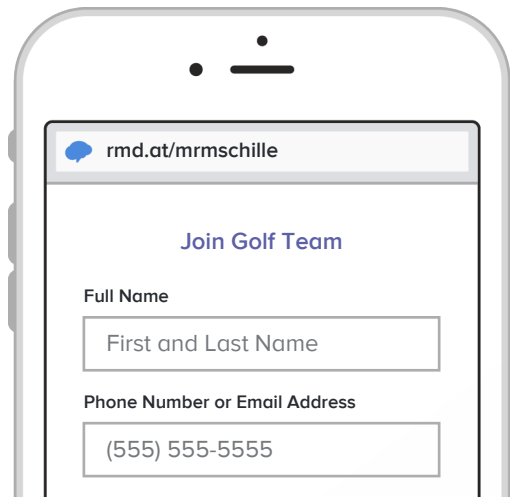 rmd.at/mrmschille
Join Golf Team
Full Name
First and Last Name
Phone Number or Email Address
(555) 555-5555